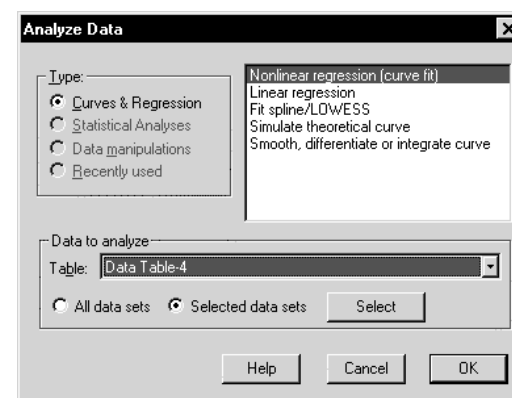 Analyze Data
Type:
Curves & Regression
Statistical Analyses
Data manipulations
Recently used
Nonlinear regression (curve fit)
Linear regression
Fit spline/LOWESS
Simulate theoretical curve
Smooth, differentiate or integrate curve
Data to analyze
Table: Data Table-4
All data sets Selected data sets Select
Help Cancel OK